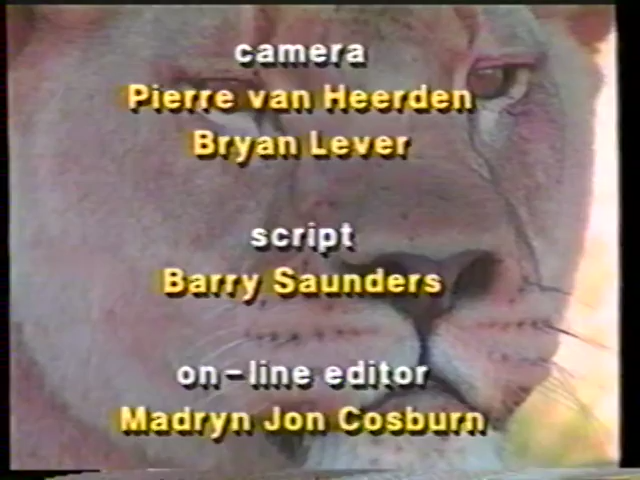 camera
Pierre van Heerden
Bryan Lever
script
Barry Saunders
on-line editor
Madryn Jon Cosburn